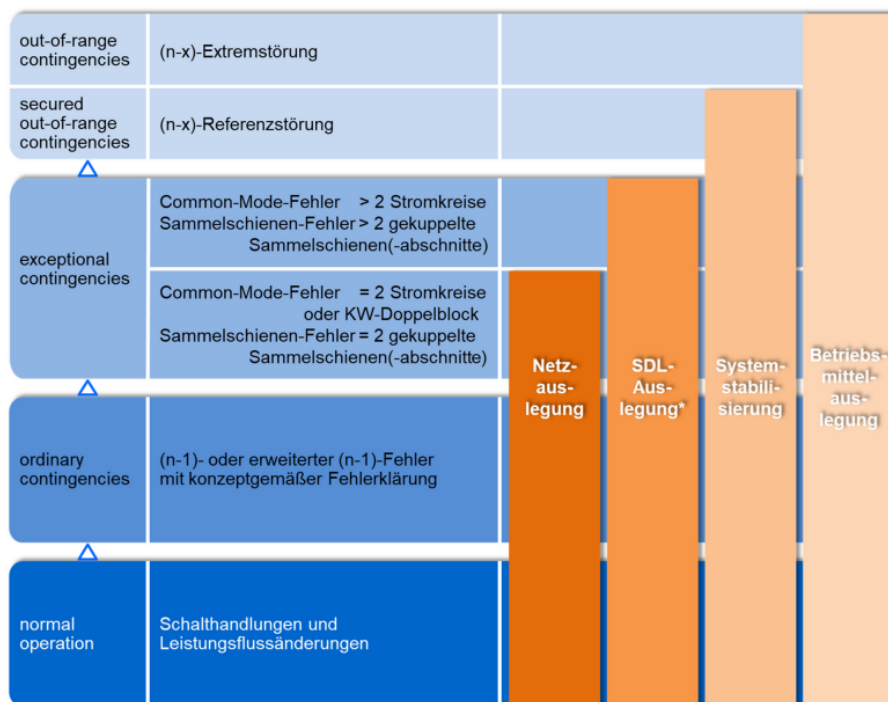 out-of-range
contingencies
(n-x)-Extremstörung
secured
out-of-range
contingencies
(n-x)-Referenzstörung
exceptional
contingencies
Common-Mode-Fehler > 2 Stromkreise
Sammelschienen-Fehler > 2 gekuppelte
Sammelschienen(-abschnitte)
Common-Mode-Fehler = 2 Stromkreise
oder KW-Doppelblock
Sammelschienen-Fehler = 2 gekuppelte
Sammelschienen(-abschnitte)
ordinary
contingencies
(n-1)- oder erweiterter (n-1)-Fehler
mit konzeptgemäßer Fehlerklärung
normal
operation
Schalthandlungen und
Leistungsflussänderungen
Netz-
aus-
legung
SDL-
Aus-
legung*
System-
stabili-
sierung
Betriebs-
mittel-
aus-
legung